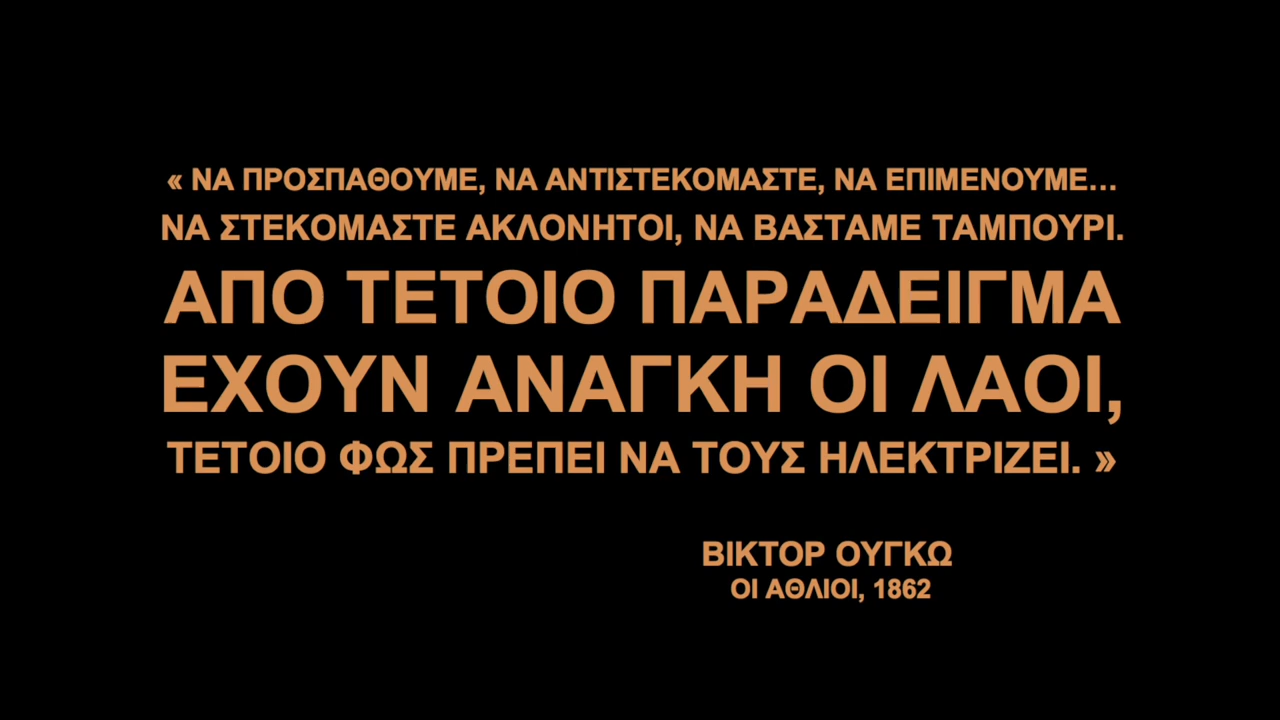 « ΝΑ ΠΡΟΣΠΑΘΟΥΜΕ, ΝΑ ΑΝΤΙΣΤΕΚΟΜΑΣΤΕ, ΝΑ ΕΠΙΜΕΝΟΥΜΕ…
ΝΑ ΣΤΕΚΟΜΑΣΤΕ ΑΚΛΟΝΗΤΟΙ, ΝΑ ΒΑΣΤΑΜΕ ΤΑΜΠΟΥΡΙ.
ΑΠΟ ΤΕΤΟΙΟ ΠΑΡΑΔΕΙΓΜΑ
ΕΧΟΥΝ ΑΝΑΓΚΗ ΟΙ ΛΑΟΙ,
ΤΕΤΟΙΟ ΦΩΣ ΠΡΕΠΕΙ ΝΑ ΤΟΥΣ ΗΛΕΚΤΡΙΖΕΙ. »
ΒΙΚΤΟΡ ΟΥΓΚΩ
ΟΙ ΑΘΛΙΟΙ, 1862